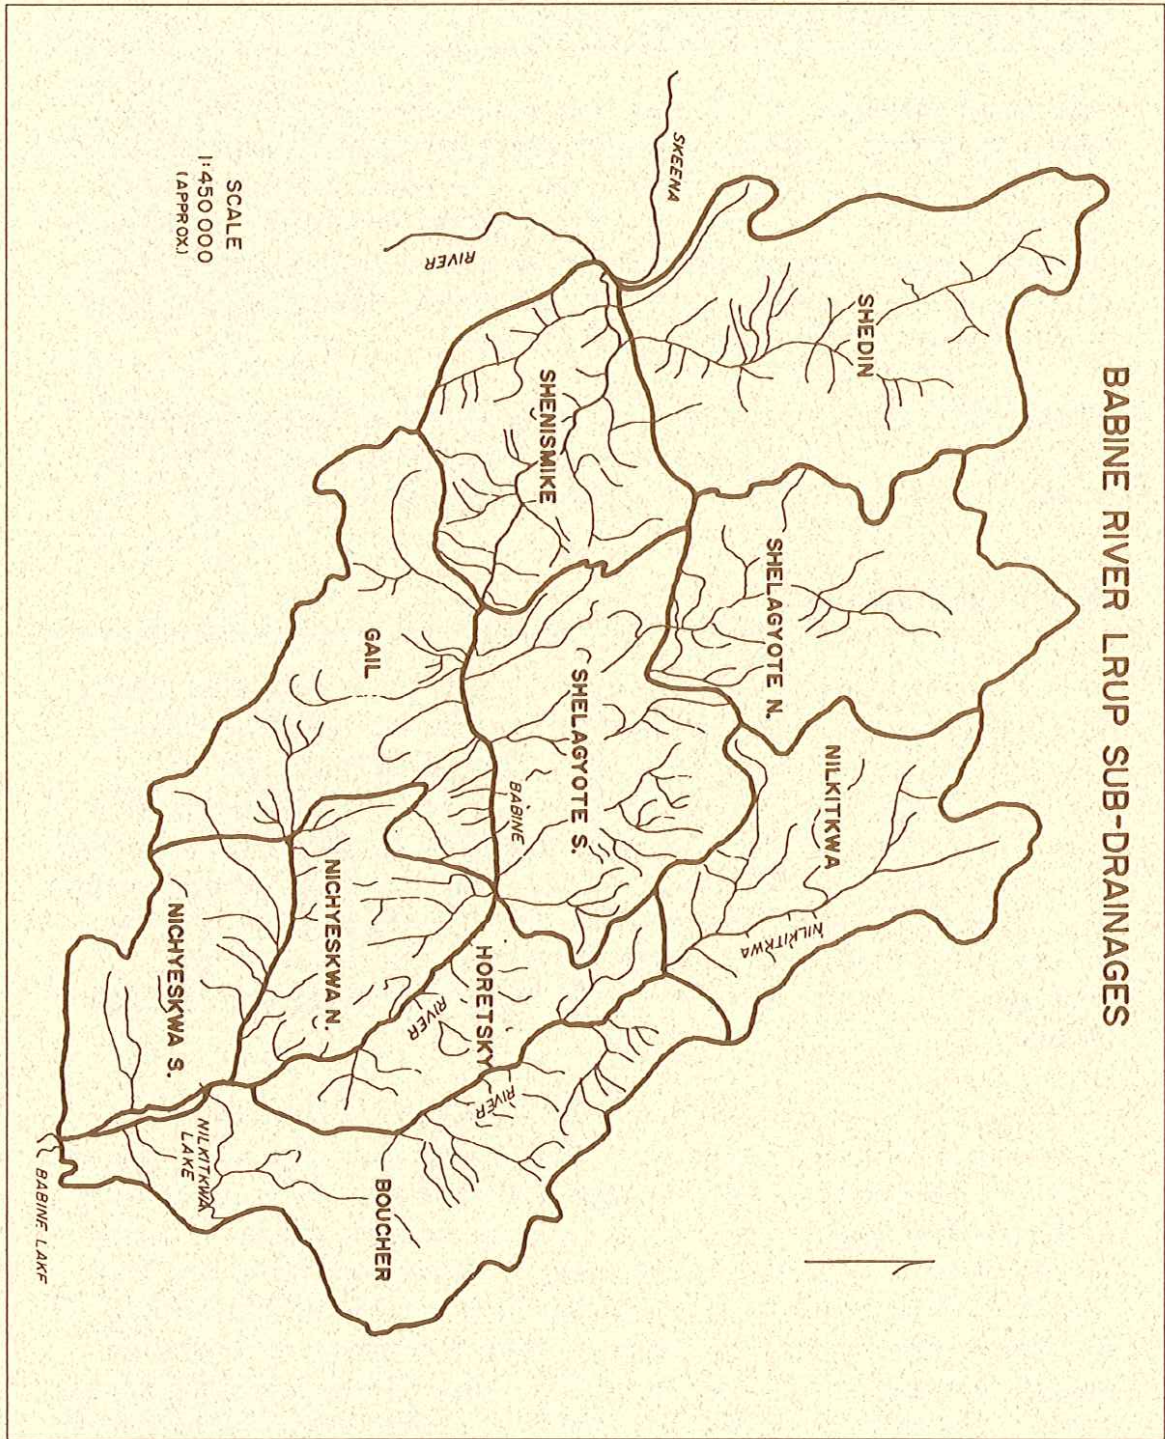 BABINE RIVER LRUP SUB-DRAINAGES
SHEDIN
SKEENA
RIVER
SHENISMIKE
SHELAGYOTE N.
NILKITKWA
NILKITKWA
SHELAGYOTE S.
BABINE
GAIL
HORETSKY
RIVER
RIVER
NICHYESKWA N.
NICHYESKWA S.
BOUCHER
NILKITKWA
LAKE
BABINE LAKE
SCALE
1:450 000
(APPROX.)